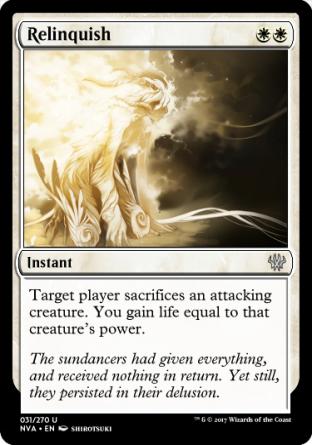 Relinquish
Instant
Target player sacrifices an attacking
creature. You gain life equal to that
creature's power.
The sundancers had given everything,
and received nothing in return. Yet still,
they persisted in their delusion.
031/270 U
NVA • EN SHIROTSUKI
™ & © 2017 Wizards of the Coast